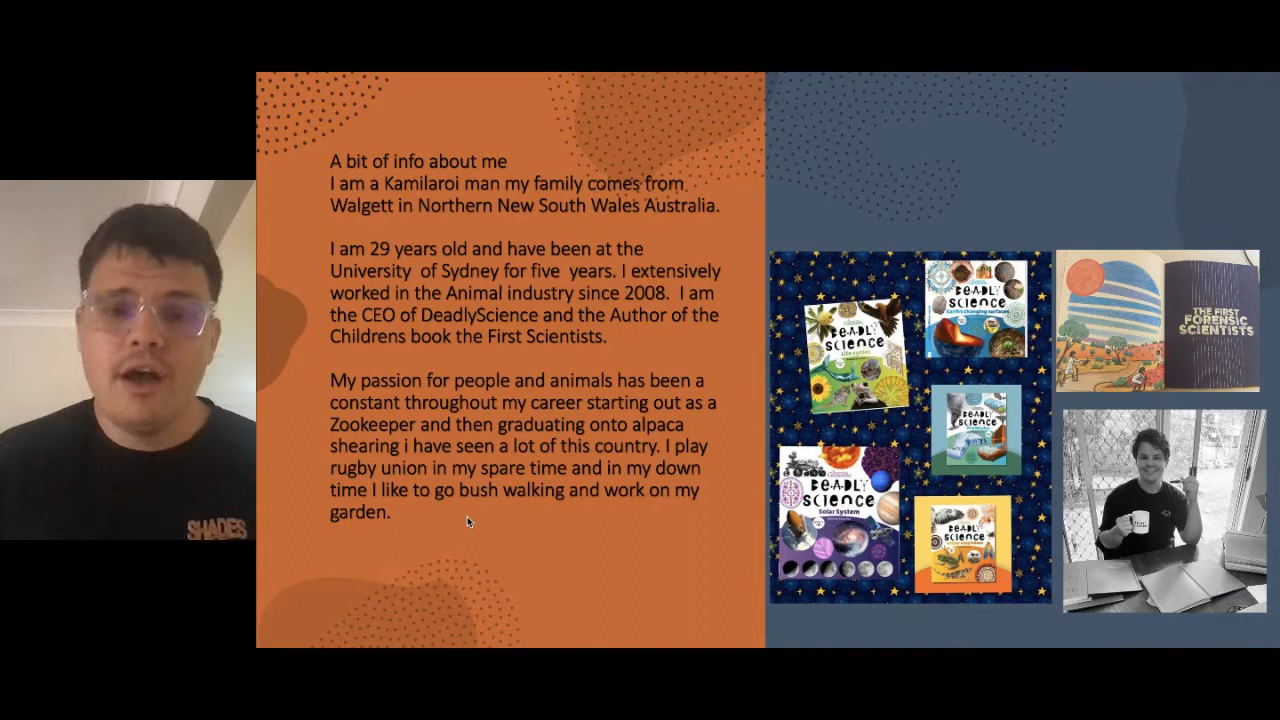 A bit of info about me
I am a Kamilaroi man my family comes from
Walgett in Northern New South Wales Australia.
I am 29 years old and have been at the
University of Sydney for five years. I extensively
worked in the Animal industry since 2008. I am
the CEO of DeadlyScience and the Author of the
Childrens book the First Scientists.
My passion for people and animals has been a
constant throughout my career starting out as a
Zookeeper and then graduating onto alpaca
shearing i have seen a lot of this country. I play
rugby union in my spare time and in my down
time I like to go bush walking and work on my
garden.
SHADES
DEADLY
SCIENCE
Earth's changing surface
DEADLY
SCIENCE
Life cycles
DEADLY
SCIENCE
DEADLY
SCIENCE
Solar System
DEADLY
SCIENCE
THE FIRST
FORENSIC
SCIENTISTS